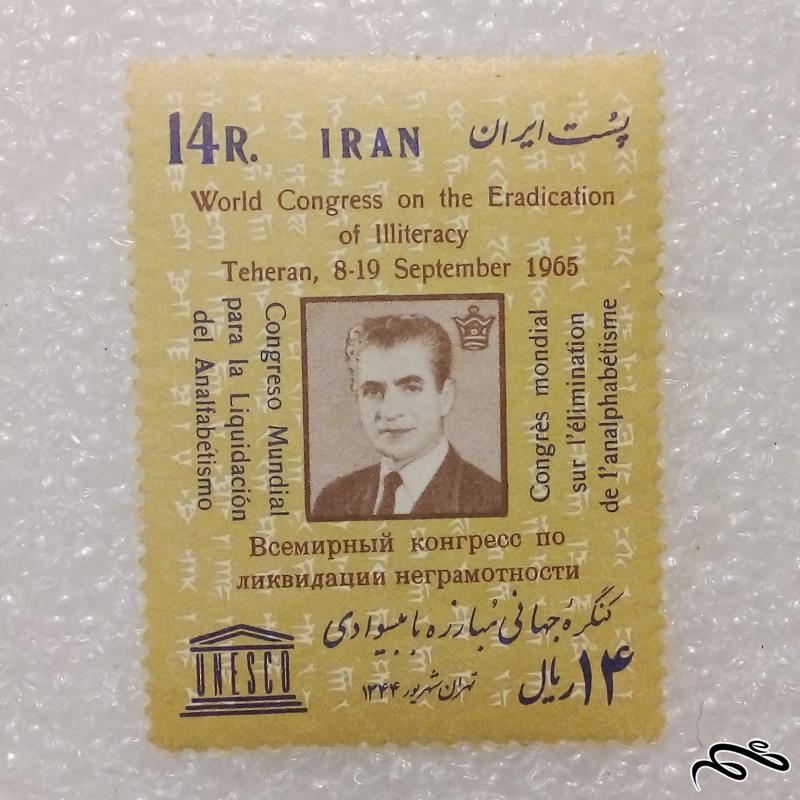 14R. IRAN پست ایران
World Congress on the Eradication
of Illiteracy
Teheran, 8-19 September 1965
Congreso Mundial
para la Liquidación
del Analfabétismo
Congrès mondial
sur l'élimination
de l'analphabétisme
Всемирный конгресс по
ликвидации неграмотности
کنگرهٔ جهانی مبارزه با بیسوادی
تهران شهریور ۱۳۴۴
۱۴ ریال
UNESCO